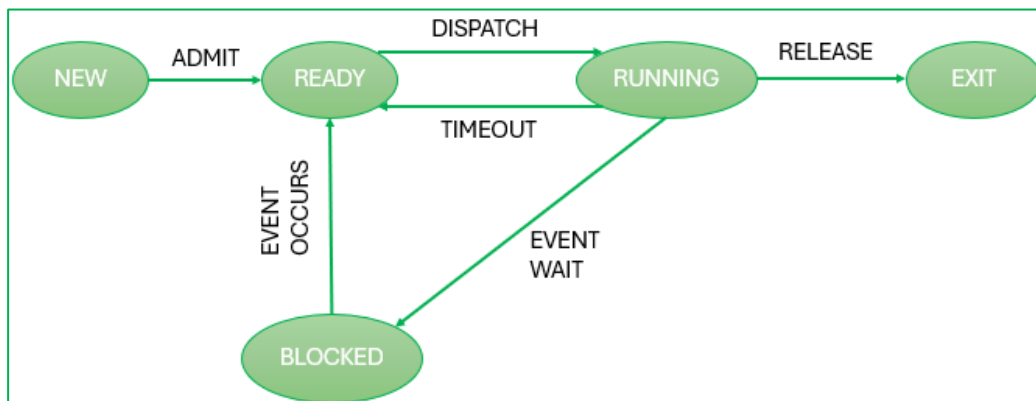 DISPATCH
ADMIT
RELEASE
NEW
READY
RUNNING
EXIT
TIMEOUT
EVENT
OCCURS
EVENT
WAIT
BLOCKED